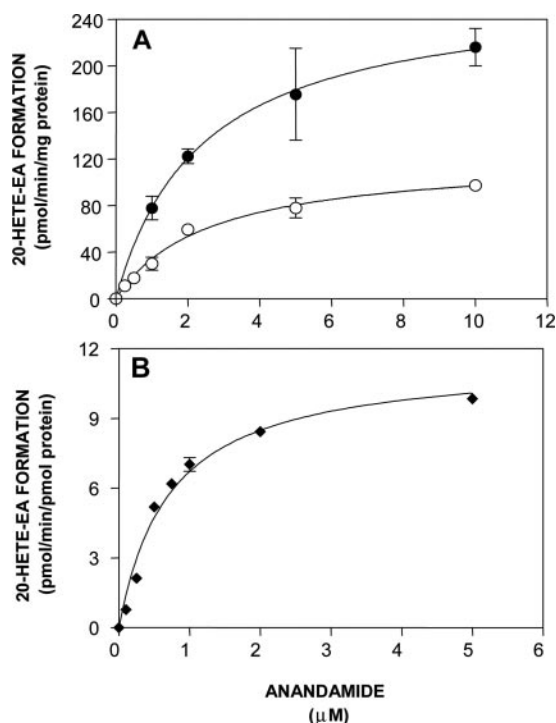 A
240
200
160
120
80
40
0
0 2 4 6 8 10 12
20-HETE-EA FORMATION
(pmol/min/mg protein)
B
12
9
6
3
0
0 1 2 3 4 5 6
20-HETE-EA FORMATION
(pmol/min/pmol protein)
ANANDAMIDE
(μM)